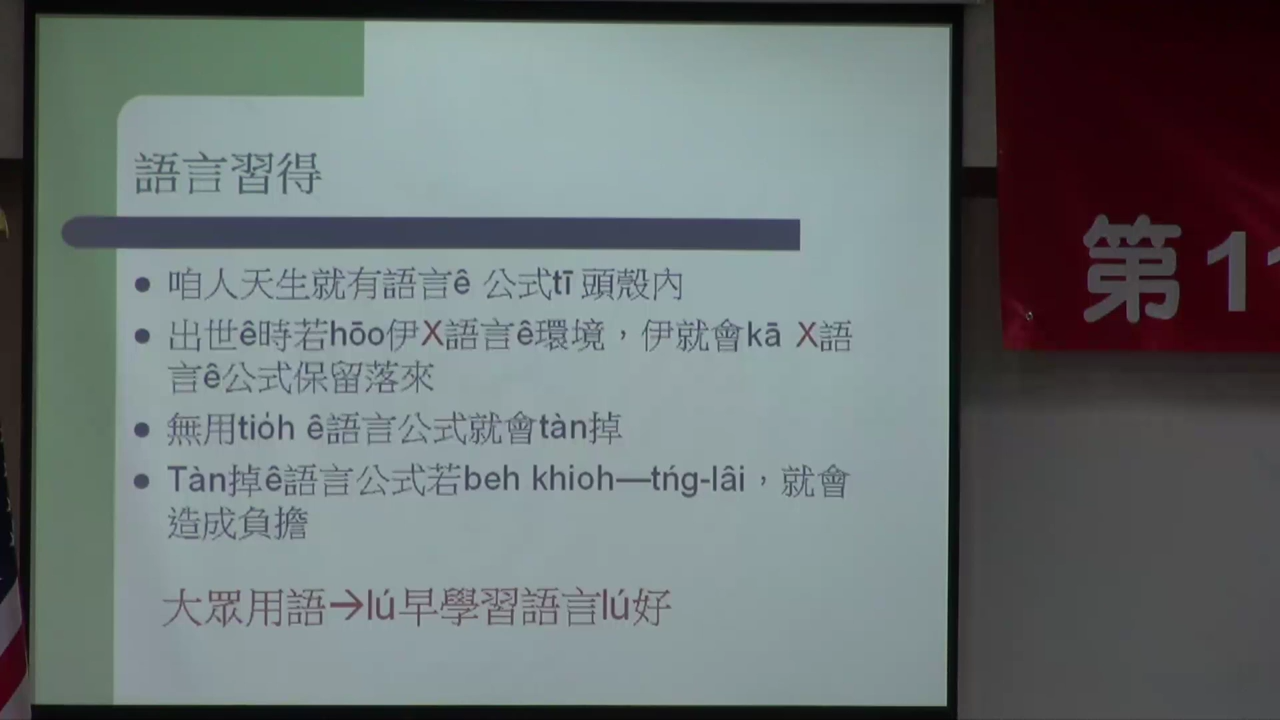 語言習得
咱人天生就有語言ê 公式tī 頭殼內
出世ê時若hōo伊X語言ê環境，伊就會kā X語
言ê公式保留落來
無用tio̍h ê語言公式就會tàn掉
Tàn掉ê語言公式若beh khioh—tńg-lâi，就會
造成負擔
大眾用語→lú早學習語言lú好
第11